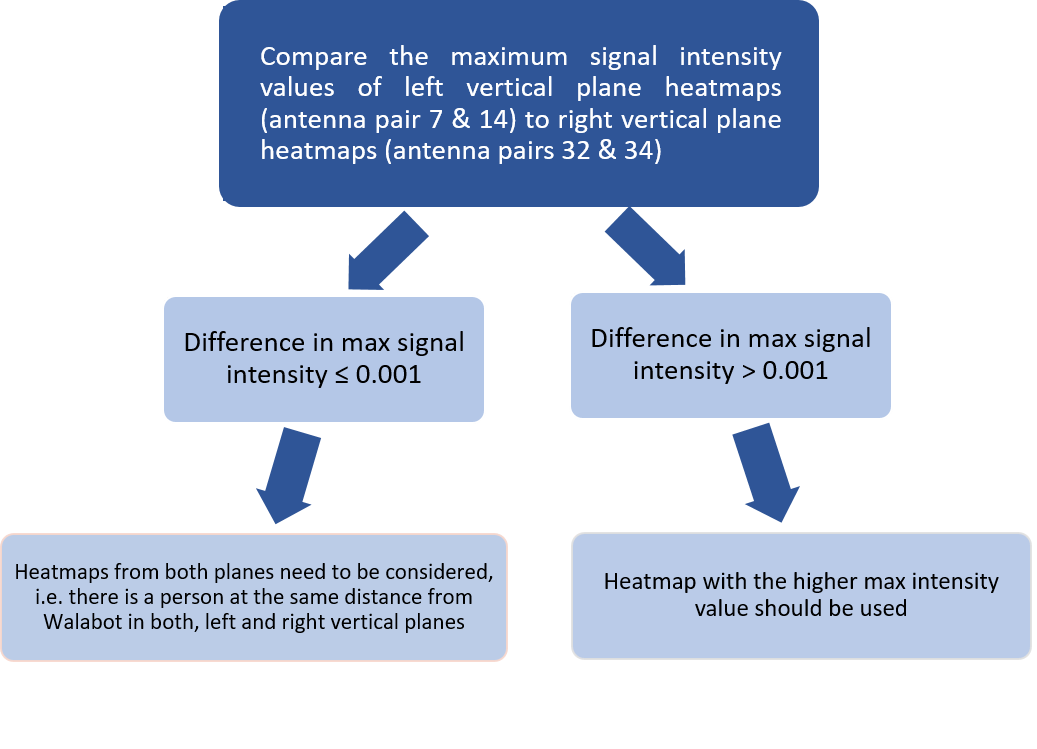 Compare the maximum signal intensity
values of left vertical plane heatmaps
(antenna pair 7 & 14) to right vertical plane
heatmaps (antenna pairs 32 & 34)
Difference in max signal
intensity ≤ 0.001
Difference in max signal
intensity > 0.001
Heatmaps from both planes need to be considered,
i.e. there is a person at the same distance from
Walabot in both, left and right vertical planes
Heatmap with the higher max intensity
value should be used